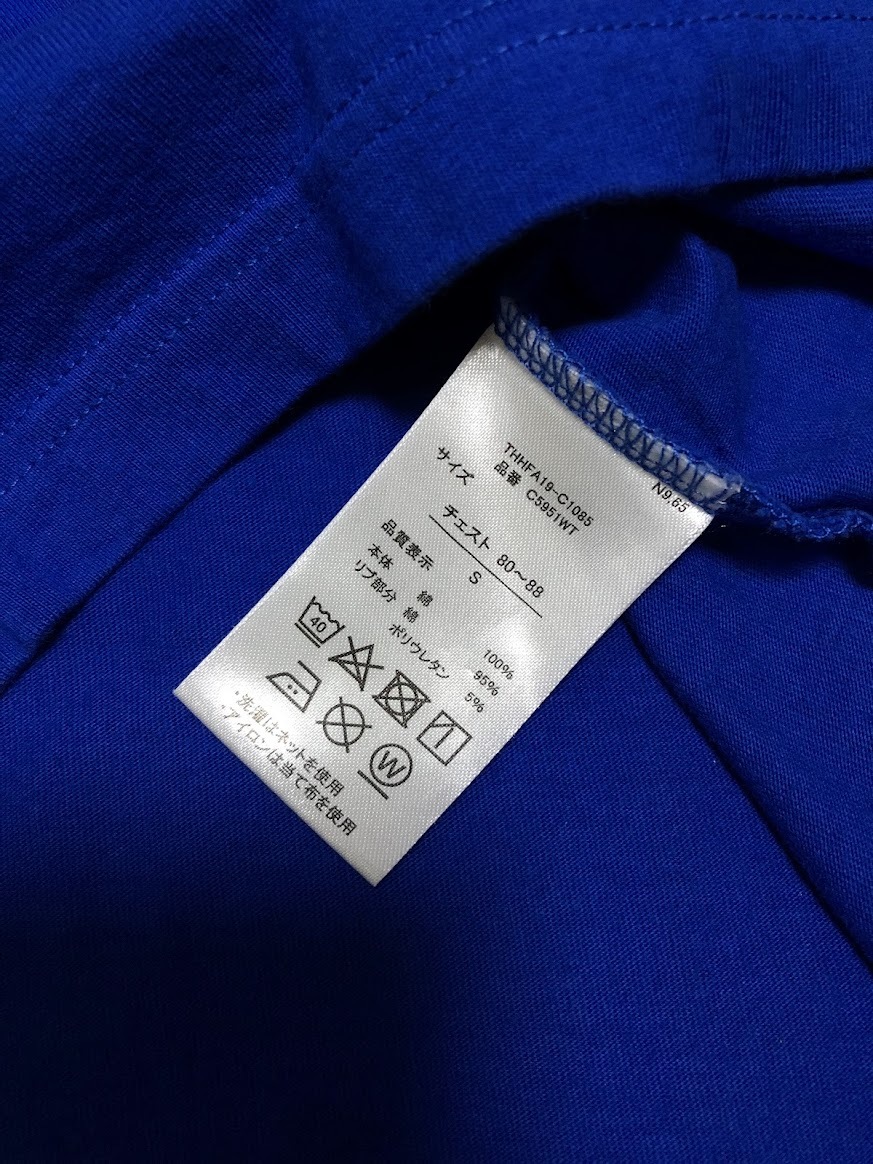 N9,65
THHFA19-C1085
品番 C5951WT
サイズ
チェスト 80～88
S
品質表示
本体 綿 100%
リブ部分 綿 95%
ポリウレタン 5%
40
W
*洗濯はネットを使用
*アイロンは当て布を使用